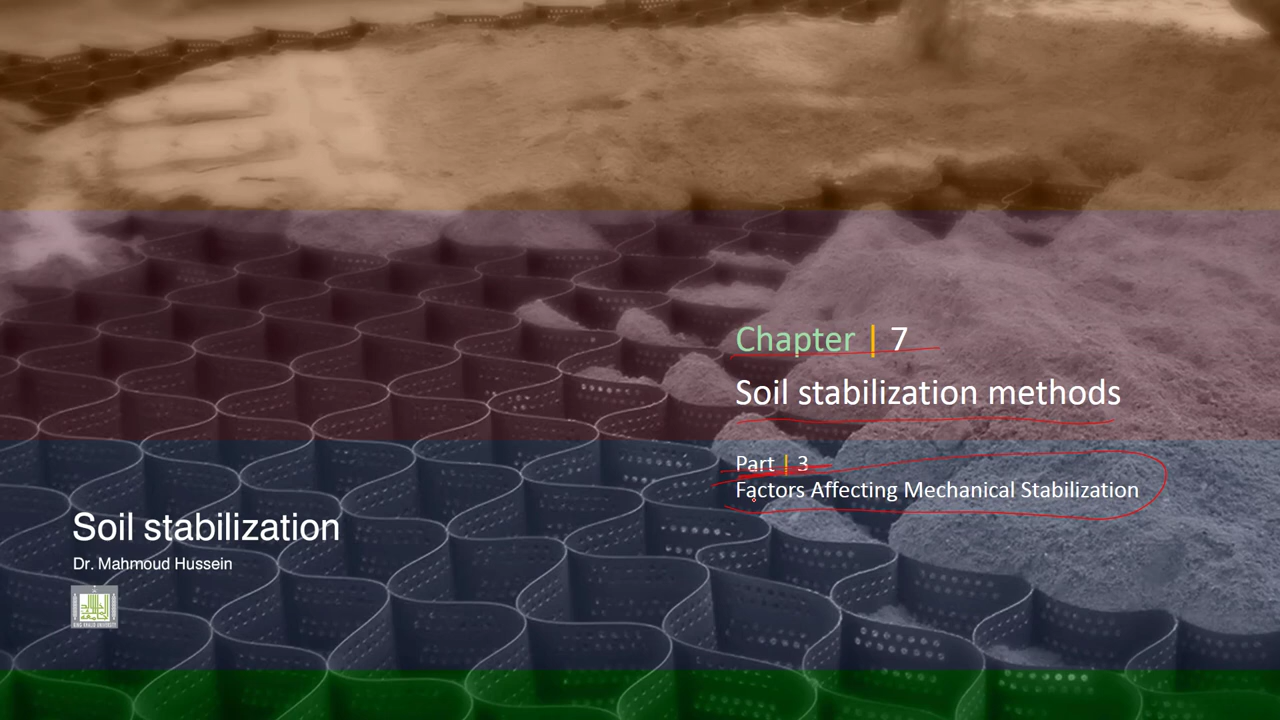 Chapter | 7
Soil stabilization methods
Part | 3
Factors Affecting Mechanical Stabilization
Soil stabilization
Dr. Mahmoud Hussein